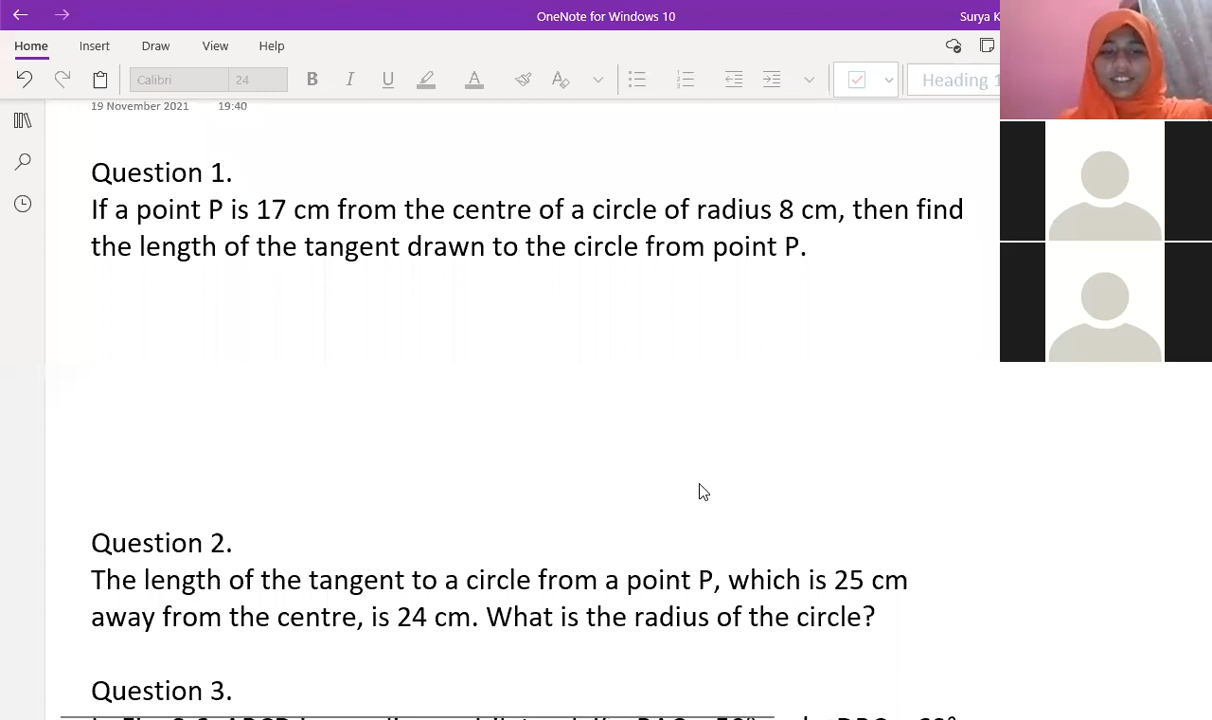 OneNote for Windows 10
Surya K
Home Insert Draw View Help
Calibri 24 Heading 1
19 November 2021 19:40
Question 1.
If a point P is 17 cm from the centre of a circle of radius 8 cm, then find
the length of the tangent drawn to the circle from point P.
Question 2.
The length of the tangent to a circle from a point P, which is 25 cm
away from the centre, is 24 cm. What is the radius of the circle?
Question 3.